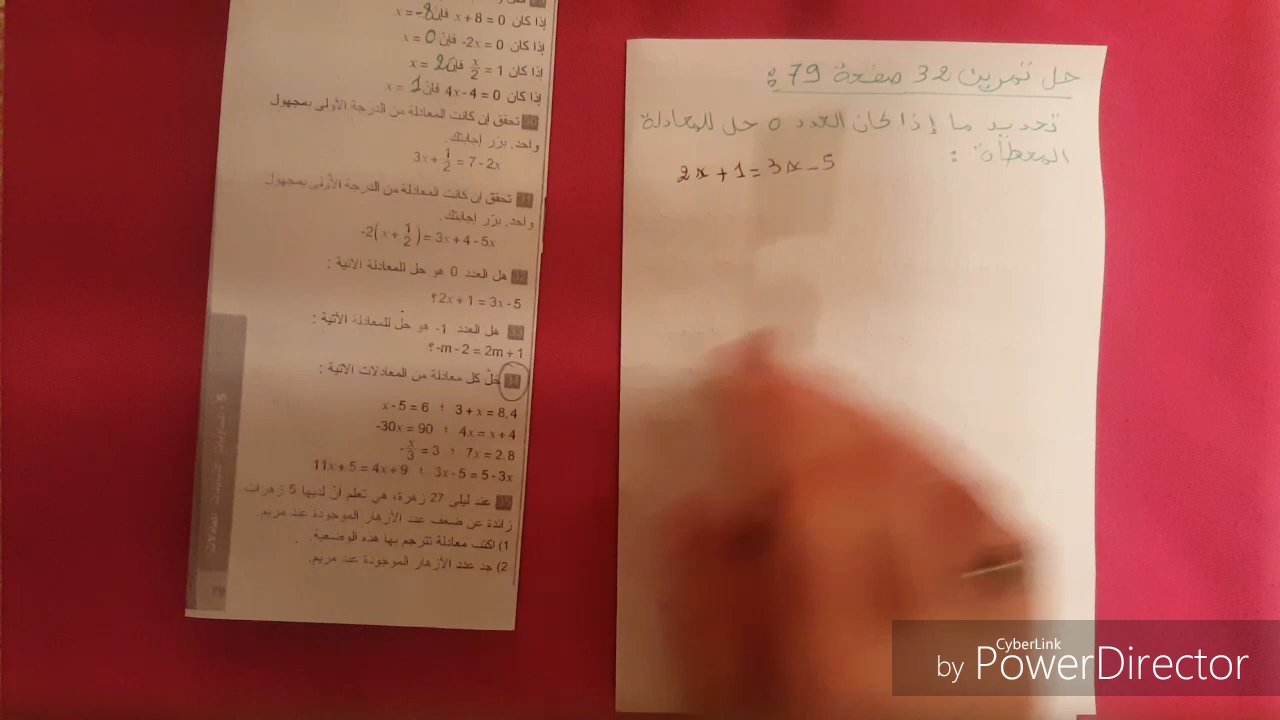 إذا كان x + 8 = 0 فإن x = -8
إذا كان -2x = 0 فإن x = 0
إذا كان x/2 = 1 فإن x = 2
إذا كان 4x - 4 = 0 فإن x = 1
30 تحقق إن كانت المعادلة من الدرجة الأولى بمجهول
واحد. برّر إجابتك.
3x + 1/2 = 7 - 2x
31 تحقق إن كانت المعادلة من الدرجة الأولى بمجهول
واحد. برّر إجابتك.
-2(x + 1/2) = 3x + 4 - 5x
32 هل العدد 0 هو حل للمعادلة الآتية :
2x + 1 = 3x - 5 ؟
33 هل العدد -1 هو حلّ للمعادلة الآتية :
-m - 2 = 2m + 1 ؟
34 حلّ كل معادلة من المعادلات الآتية :
3 + x = 8,4 ؛ x - 5 = 6
4x = x + 4 ؛ -30x = 90
7x = 2.8 ؛ -x/3 = 3
3x - 5 = 5 - 3x ؛ 11x + 5 = 4x + 9
عند ليلى 27 زهرة، هي تعلم أنّ لديها 5 زهرات
زائدة عن ضعف عدد الأزهار الموجودة عند مريم.
1) اكتب معادلة تترجم بها هذه الوضعية.
2) جد عدد الأزهار الموجودة عند مريم.
79
حل تمرين 32 صفحة 79 :
تحديد ما إذا كان العدد 0 حل للمعادلة
المعطاة :
2x + 1 = 3x - 5
CyberLink
by PowerDirector